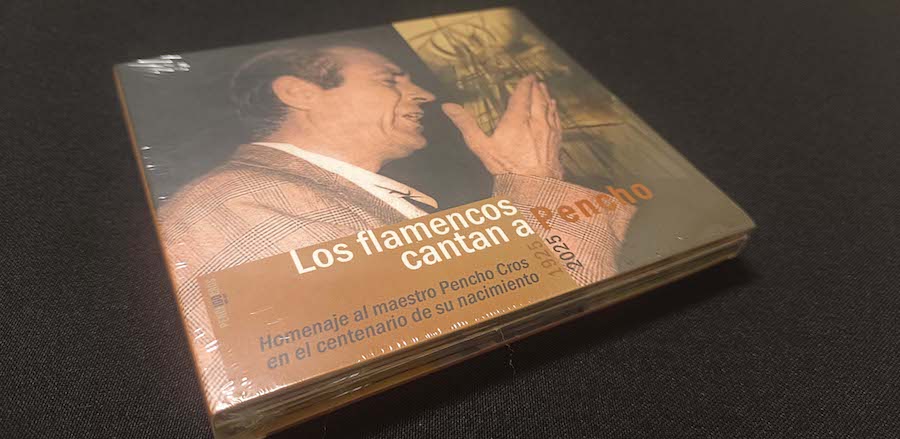 Los flamencos
cantan a Pencho
1925
2025
Homenaje al maestro Pencho Cros
en el centenario de su nacimiento